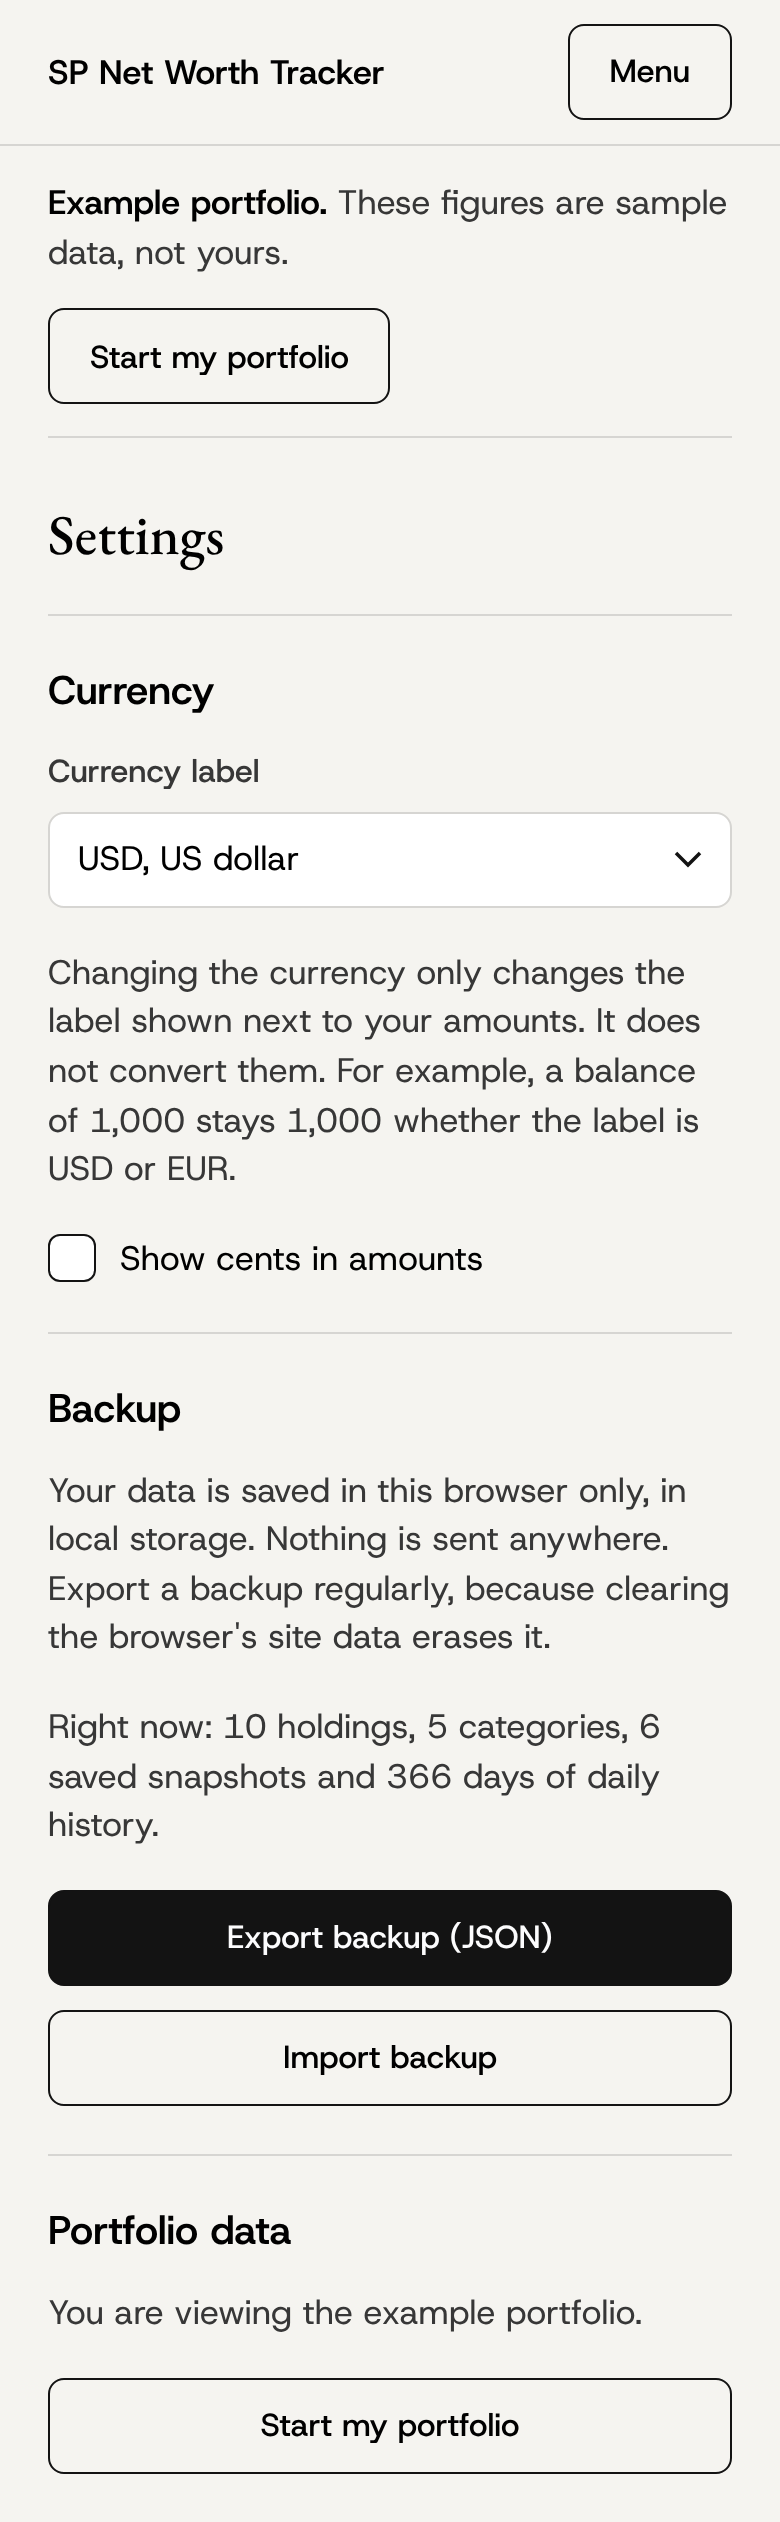 SP Net Worth Tracker
Menu
Example portfolio. These figures are sample
data, not yours.
Start my portfolio
Settings
Currency
Currency label
USD, US dollar
Changing the currency only changes the
label shown next to your amounts. It does
not convert them. For example, a balance
of 1,000 stays 1,000 whether the label is
USD or EUR.
Show cents in amounts
Backup
Your data is saved in this browser only, in
local storage. Nothing is sent anywhere.
Export a backup regularly, because clearing
the browser's site data erases it.
Right now: 10 holdings, 5 categories, 6
saved snapshots and 366 days of daily
history.
Export backup (JSON)
Import backup
Portfolio data
You are viewing the example portfolio.
Start my portfolio